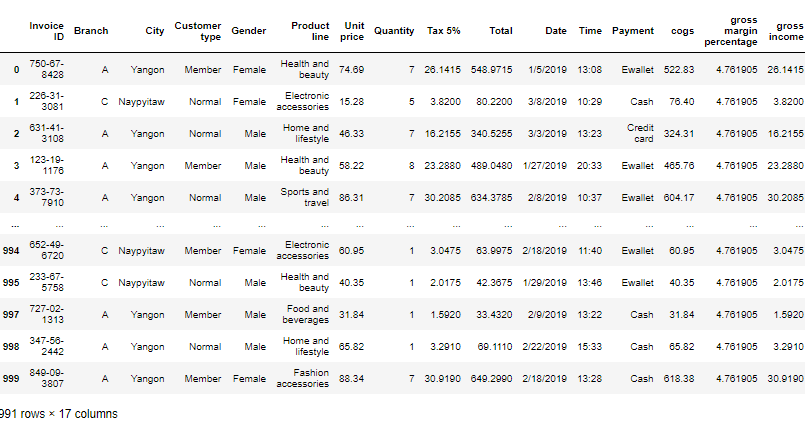 Invoice ID Branch City Customer type Gender Product line Unit price Quantity Tax 5% Total Date Time Payment cogs gross margin percentage gross income
0 750-67-8428 A Yangon Member Female Health and beauty 74.69 7 26.1415 548.9715 1/5/2019 13:08 Ewallet 522.83 4.761905 26.1415
1 226-31-3081 C Naypyitaw Normal Female Electronic accessories 15.28 5 3.8200 80.2200 3/8/2019 10:29 Cash 76.40 4.761905 3.8200
2 631-41-3108 A Yangon Normal Male Home and lifestyle 46.33 7 16.2155 340.5255 3/3/2019 13:23 Credit card 324.31 4.761905 16.2155
3 123-19-1176 A Yangon Member Male Health and beauty 58.22 8 23.2880 489.0480 1/27/2019 20:33 Ewallet 465.76 4.761905 23.2880
4 373-73-7910 A Yangon Normal Male Sports and travel 86.31 7 30.2085 634.3785 2/8/2019 10:37 Ewallet 604.17 4.761905 30.2085
... ... ... ... ... ... ... ... ... ... ... ... ... ... ... ... ...
994 652-49-6720 C Naypyitaw Member Female Electronic accessories 60.95 1 3.0475 63.9975 2/18/2019 11:40 Ewallet 60.95 4.761905 3.0475
995 233-67-5758 C Naypyitaw Normal Male Health and beauty 40.35 1 2.0175 42.3675 1/29/2019 13:46 Ewallet 40.35 4.761905 2.0175
997 727-02-1313 A Yangon Member Male Food and beverages 31.84 1 1.5920 33.4320 2/9/2019 13:22 Cash 31.84 4.761905 1.5920
998 347-56-2442 A Yangon Normal Male Home and lifestyle 65.82 1 3.2910 69.1110 2/22/2019 15:33 Cash 65.82 4.761905 3.2910
999 849-09-3807 A Yangon Member Female Fashion accessories 88.34 7 30.9190 649.2990 2/18/2019 13:28 Cash 618.38 4.761905 30.9190
991 rows × 17 columns